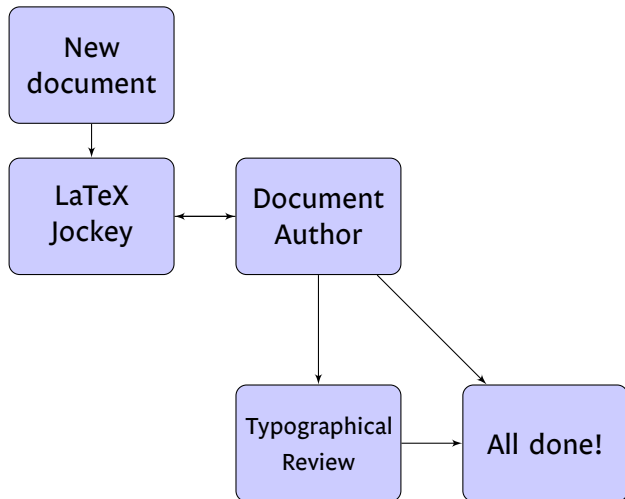 New
document
LaTeX
Jockey
Document
Author
Typographical
Review
All done!